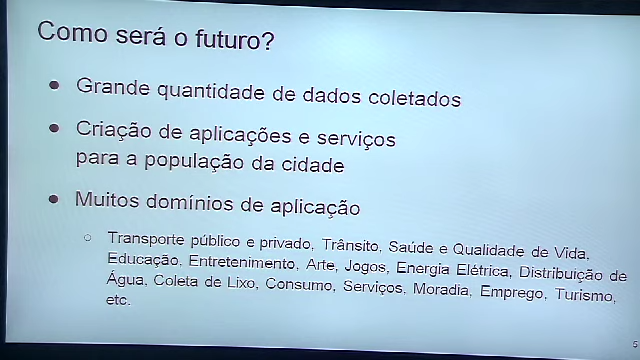 Como será o futuro?
● Grande quantidade de dados coletados
● Criação de aplicações e serviços
para a população da cidade
● Muitos domínios de aplicação
○ Transporte público e privado, Trânsito, Saúde e Qualidade de Vida,
Educação, Entretenimento, Arte, Jogos, Energia Elétrica, Distribuição de
Água, Coleta de Lixo, Consumo, Serviços, Moradia, Emprego, Turismo,
etc.
5